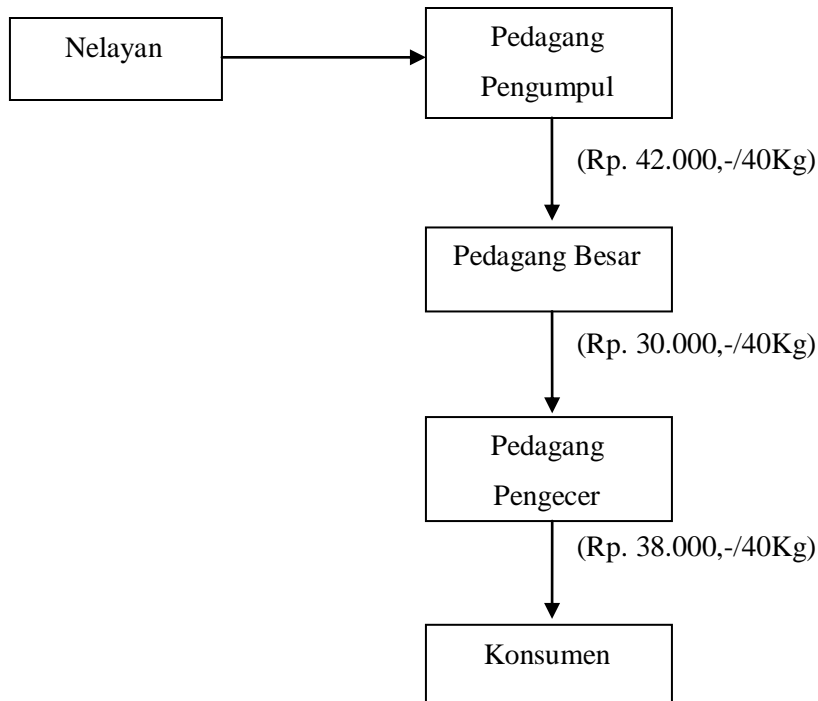 Nelayan
Pedagang
Pengumpul
(Rp. 42.000,-/40Kg)
Pedagang Besar
(Rp. 30.000,-/40Kg)
Pedagang
Pengecer
(Rp. 38.000,-/40Kg)
Konsumen